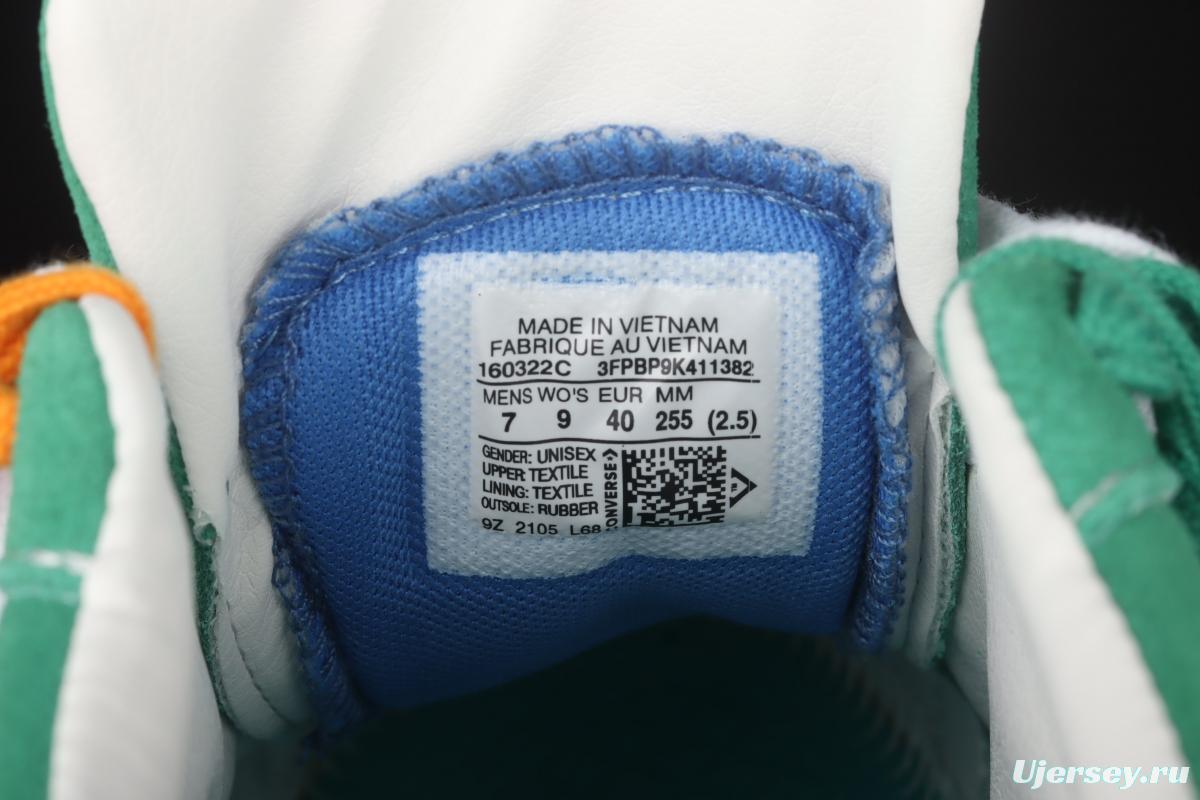 MADE IN VIETNAM
FABRIQUE AU VIETNAM
160322C 3FPBP9K411382
MENS WO'S EUR MM
7 9 40 255 (2.5)
GENDER: UNISEX
UPPER TEXTILE
LINING: TEXTILE
OUTSOLE: RUBBER
9Z 2105 L68
CONVERSE
Ujersey.ru